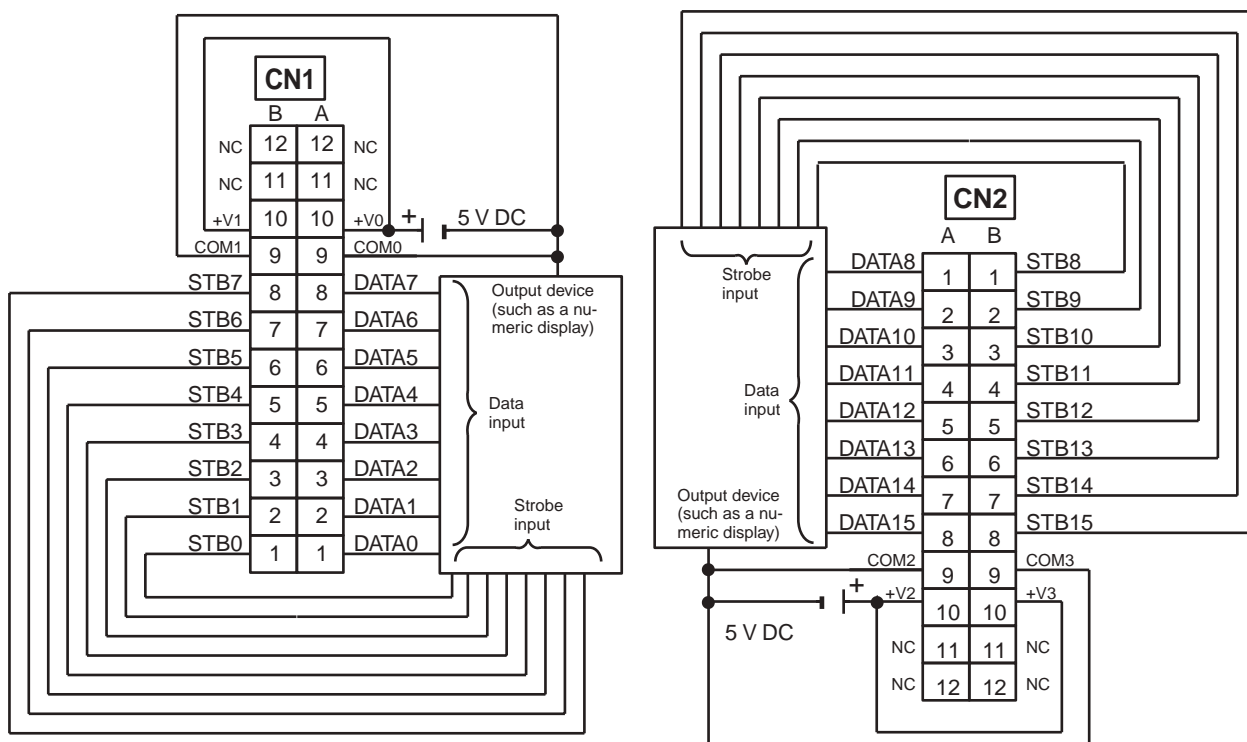 CN1
B A
NC 12 12 NC
NC 11 11 NC
+V1 10 10 +V0 + 5 V DC
COM1 9 9 COM0
STB7 8 8 DATA7
STB6 7 7 DATA6
STB5 6 6 DATA5
STB4 5 5 DATA4
STB3 4 4 DATA3
STB2 3 3 DATA2
STB1 2 2 DATA1
STB0 1 1 DATA0
Output device
(such as a nu-
meric display)
Data
input
Strobe
input
CN2
A B
Strobe
input
DATA8 1 1 STB8
DATA9 2 2 STB9
DATA10 3 3 STB10
DATA11 4 4 STB11
DATA12 5 5 STB12
DATA13 6 6 STB13
DATA14 7 7 STB14
DATA15 8 8 STB15
Data
input
Output device
(such as a nu-
meric display)
COM2 9 9 COM3
+ +V2 10 10 +V3
5 V DC
NC 11 11 NC
NC 12 12 NC